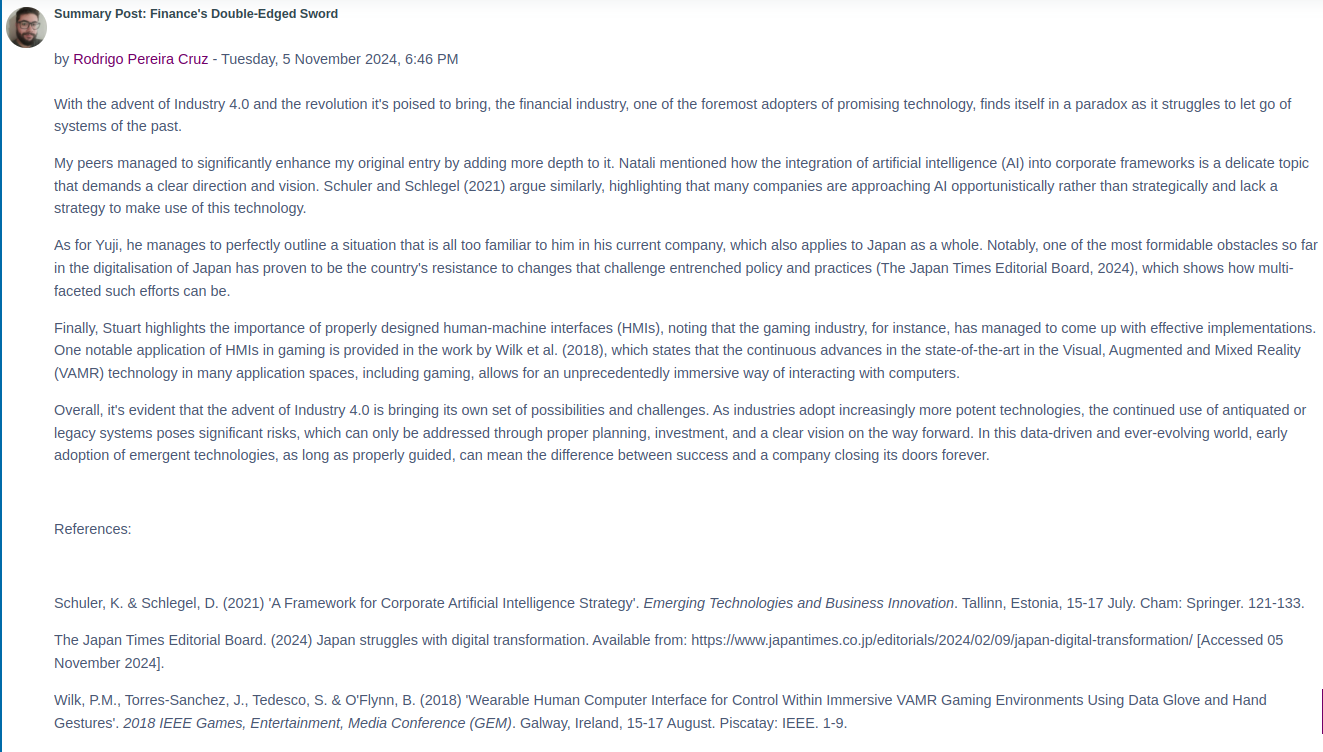 Summary Post: Finance's Double-Edged Sword
by Rodrigo Pereira Cruz - Tuesday, 5 November 2024, 6:46 PM
With the advent of Industry 4.0 and the revolution it's poised to bring, the financial industry, one of the foremost adopters of promising technology, finds itself in a paradox as it struggles to let go of
systems of the past.
My peers managed to significantly enhance my original entry by adding more depth to it. Natali mentioned how the integration of artificial intelligence (AI) into corporate frameworks is a delicate topic
that demands a clear direction and vision. Schuler and Schlegel (2021) argue similarly, highlighting that many companies are approaching AI opportunistically rather than strategically and lack a
strategy to make use of this technology.
As for Yuji, he manages to perfectly outline a situation that is all too familiar to him in his current company, which also applies to Japan as a whole. Notably, one of the most formidable obstacles so far
in the digitalisation of Japan has proven to be the country's resistance to changes that challenge entrenched policy and practices (The Japan Times Editorial Board, 2024), which shows how multi-
faceted such efforts can be.
Finally, Stuart highlights the importance of properly designed human-machine interfaces (HMIs), noting that the gaming industry, for instance, has managed to come up with effective implementations.
One notable application of HMIs in gaming is provided in the work by Wilk et al. (2018), which states that the continuous advances in the state-of-the-art in the Visual, Augmented and Mixed Reality
(VAMR) technology in many application spaces, including gaming, allows for an unprecedentedly immersive way of interacting with computers.
Overall, it's evident that the advent of Industry 4.0 is bringing its own set of possibilities and challenges. As industries adopt increasingly more potent technologies, the continued use of antiquated or
legacy systems poses significant risks, which can only be addressed through proper planning, investment, and a clear vision on the way forward. In this data-driven and ever-evolving world, early
adoption of emergent technologies, as long as properly guided, can mean the difference between success and a company closing its doors forever.
References:
Schuler, K. & Schlegel, D. (2021) 'A Framework for Corporate Artificial Intelligence Strategy'. Emerging Technologies and Business Innovation. Tallinn, Estonia, 15-17 July. Cham: Springer. 121-133.
The Japan Times Editorial Board. (2024) Japan struggles with digital transformation. Available from: https://www.japantimes.co.jp/editorials/2024/02/09/japan-digital-transformation/ [Accessed 05
November 2024].
Wilk, P.M., Torres-Sanchez, J., Tedesco, S. & O'Flynn, B. (2018) 'Wearable Human Computer Interface for Control Within Immersive VAMR Gaming Environments Using Data Glove and Hand
Gestures'. 2018 IEEE Games, Entertainment, Media Conference (GEM). Galway, Ireland, 15-17 August. Piscatay: IEEE. 1-9.